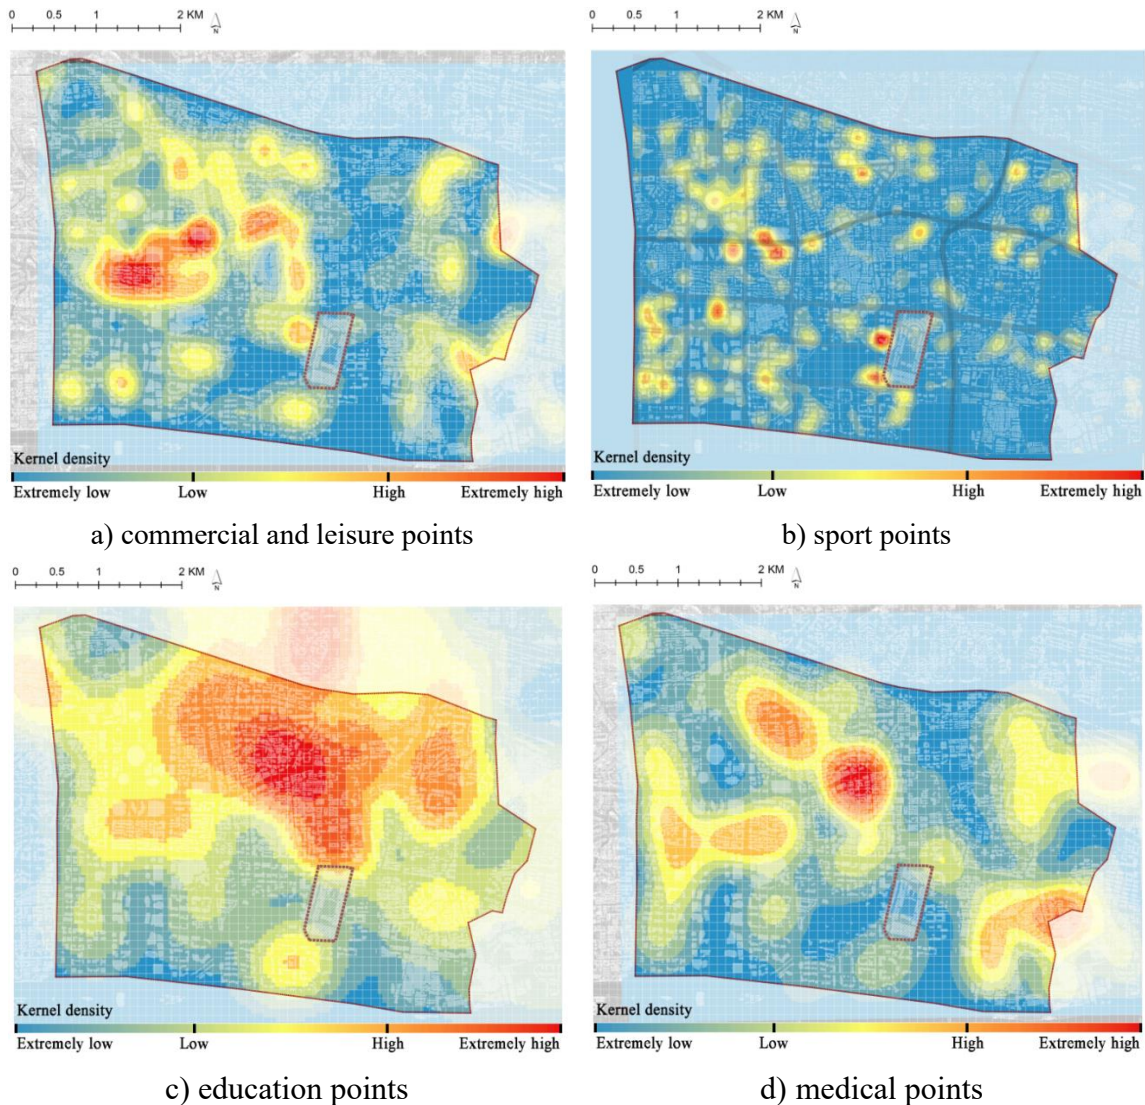 0 0.5 1 2 KM N
0 0.5 1 2 KM N
Kernel density
Extremely low Low High Extremely high
Kernel density
Extremely low Low High Extremely high
a) commercial and leisure points
b) sport points
0 0.5 1 2 KM N
0 0.5 1 2 KM N
Kernel density
Extremely low Low High Extremely high
Kernel density
Extremely low Low High Extremely high
c) education points
d) medical points